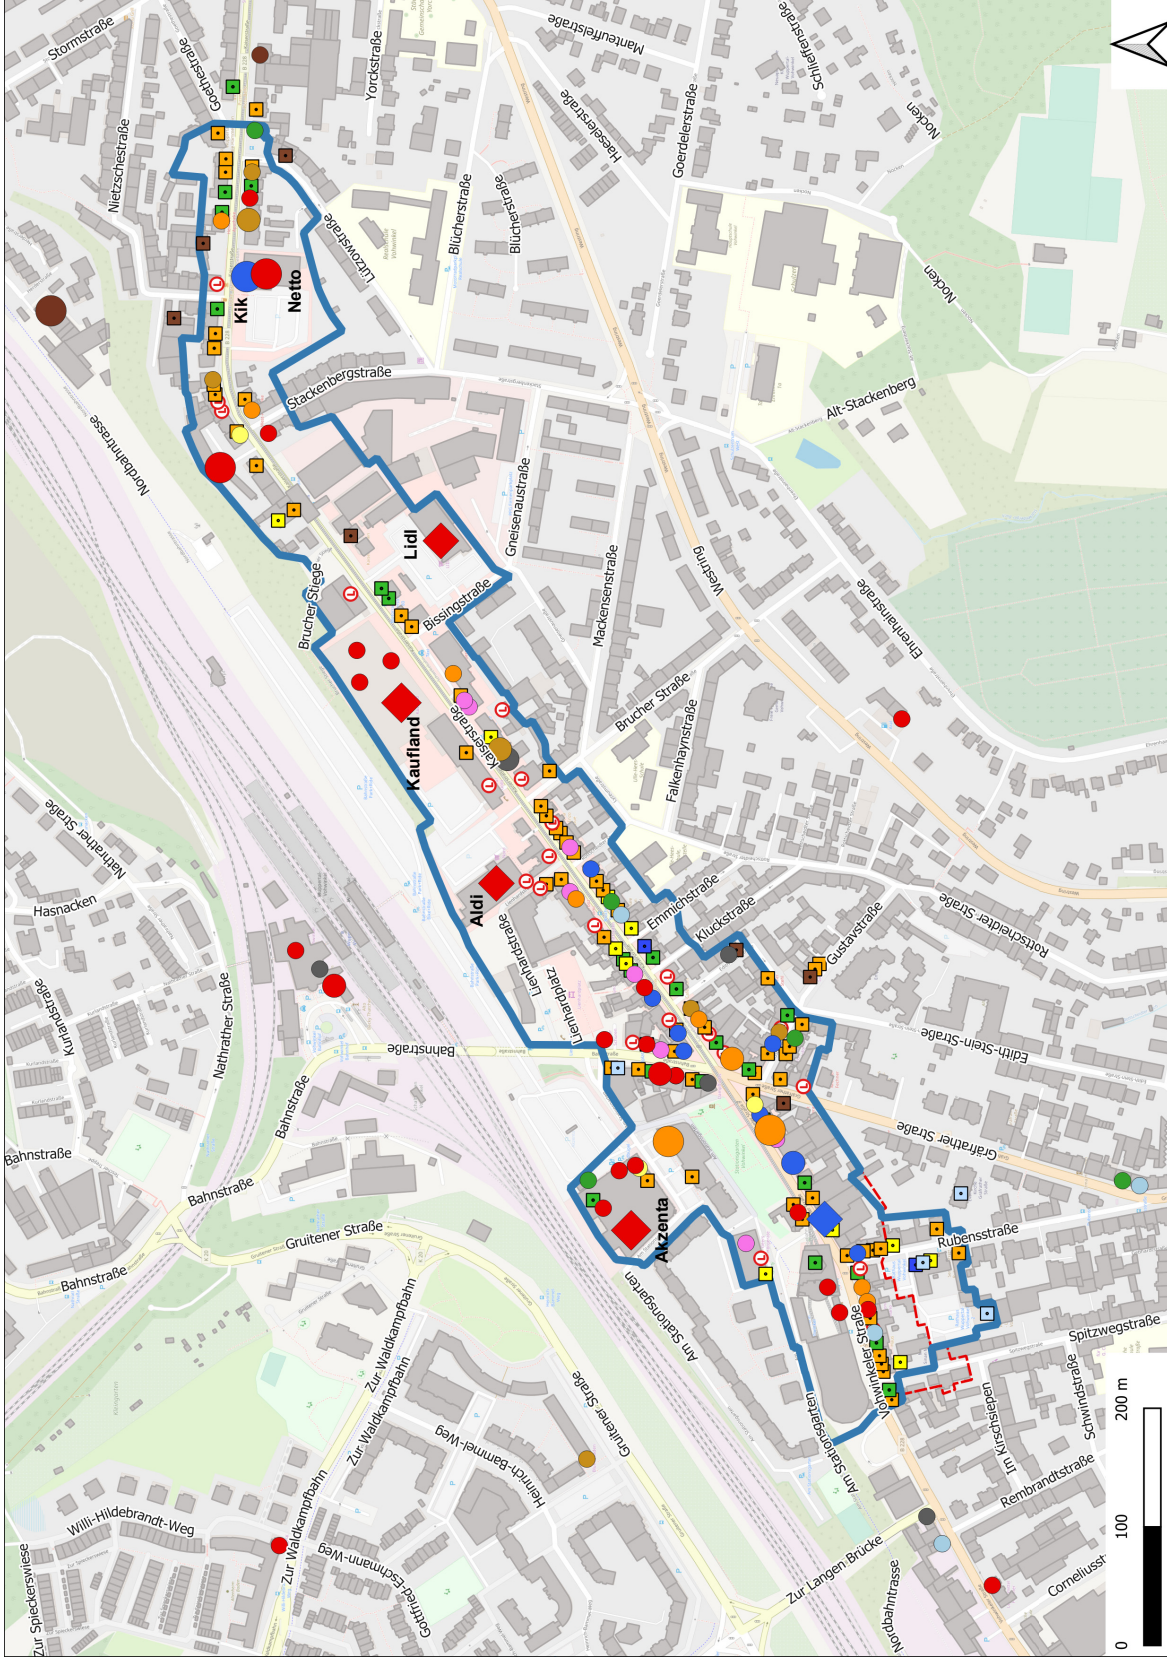 Stormstraße
Goethestraße
Nietzschestraße
Yorckstraße
Manteuffelstraße
Schlieffenstraße
Haeselerstraße
Goerdelerstraße
Nocken
Blücherstraße
Blücherstraße
Lützowstraße
Kik
Netto
Nocken
Nordbahntrasse
Stackenbergstraße
Alt-Stackenberg
Gneisenaustraße
Lidl
Brucher Stiege
Bissingstraße
Mackensenstraße
Westring
Ehrenhainstraße
Kaufland
Kaiserstraße
Brucher Straße
Falkenhaynstraße
Nathrather Straße
Hasnacken
Aldi
Lienhardstraße
Lienhardplatz
Emmichstraße
Kluckstraße
Gustavstraße
Rottscheidter Straße
Kurlandstraße
Nathrather Straße
Bahnstraße
Edith-Stein-Straße
Bahnstraße
Bahnstraße
Bahnstraße
Gräfrather Straße
Gruitener Straße
Bahnstraße
Akzenta
Rubensstraße
Am Stationsgarten
Zur Waldkampfbahn
Zur Waldkampfbahn
Vohwinkeler Straße
Spitzwegstraße
Schwindstraße
Im Kirschsiepen
Gruitener Straße
Heinrich-Bammel-Weg
Am Stationsgarten
Rembrandtstraße
Willi-Hildebrandt-Weg
Zur Waldkampfbahn
Gottfried-Eschmann-Weg
Zur Langen Brücke
Nordbahntrasse
Corneliusst
Zur Spieckerswiese
0 100 200 m